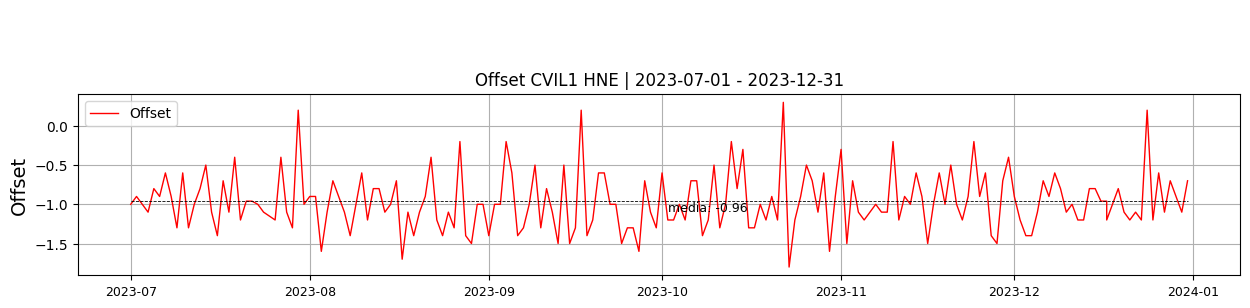 Offset CVIL1 HNE | 2023-07-01 - 2023-12-31
Offset
Offset
0.0
−0.5
−1.0
−1.5
media: -0.96
2023-07
2023-08
2023-09
2023-10
2023-11
2023-12
2024-01